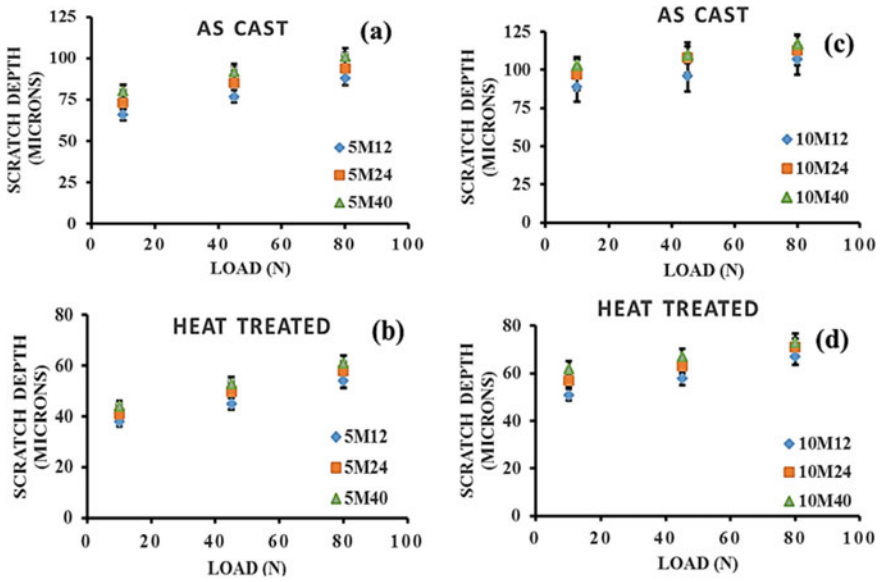 AS CAST
(a)
SCRATCH DEPTH
(MICRONS)
125
100
75
50
25
0
5M12
5M24
5M40
0 20 40 60 80 100
LOAD (N)
AS CAST
(c)
SCRATCH DEPTH
(MICRONS)
125
100
75
50
25
0
10M12
10M24
10M40
0 20 40 60 80 100
LOAD (N)
HEAT TREATED
(b)
SCRATCH DEPTH
(MICRONS)
80
60
40
20
0
5M12
5M24
5M40
0 20 40 60 80 100
LOAD (N)
HEAT TREATED
(d)
SCRATCH DEPTH
(MICRONS)
80
60
40
20
0
10M12
10M24
10M40
0 20 40 60 80 100
LOAD (N)